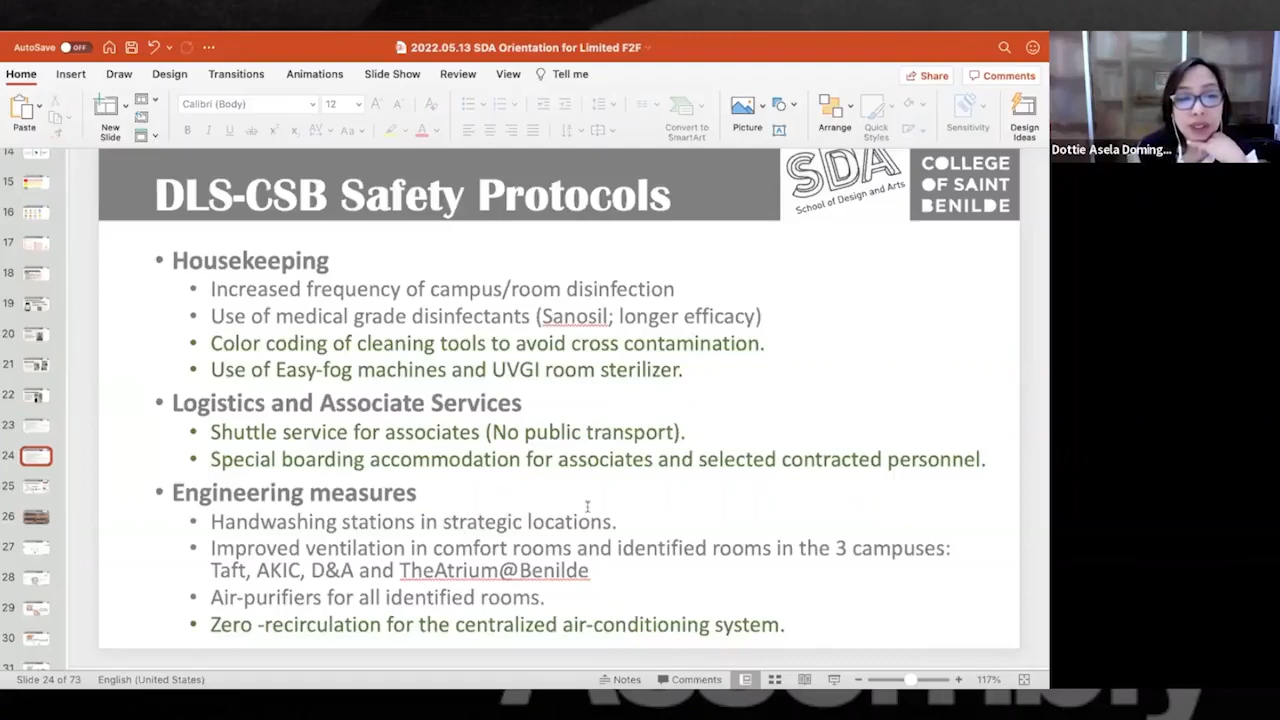 AutoSave OFF
2022.05.13 SDA Orientation for Limited F2F
Home Insert Draw Design Transitions Animations Slide Show Review View Tell me
Share Comments
Paste
New Slide
Calibri (Body) 12
Convert to SmartArt
Picture
Arrange
Quick Styles
Sensitivity
Design Ideas
Dottie Asela Doming...
14
15
16
17
18
19
20
21
22
23
24
25
26
27
28
29
30
31
DLS-CSB Safety Protocols
SDA
School of Design and Arts
COLLEGE
OF SAINT
BENILDE
• Housekeeping
• Increased frequency of campus/room disinfection
• Use of medical grade disinfectants (Sanosil; longer efficacy)
• Color coding of cleaning tools to avoid cross contamination.
• Use of Easy-fog machines and UVGI room sterilizer.
• Logistics and Associate Services
• Shuttle service for associates (No public transport).
• Special boarding accommodation for associates and selected contracted personnel.
• Engineering measures
• Handwashing stations in strategic locations.
• Improved ventilation in comfort rooms and identified rooms in the 3 campuses:
Taft, AKIC, D&A and TheAtrium@Benilde
• Air-purifiers for all identified rooms.
• Zero -recirculation for the centralized air-conditioning system.
Slide 24 of 73 English (United States) Notes Comments 117%
Assembly